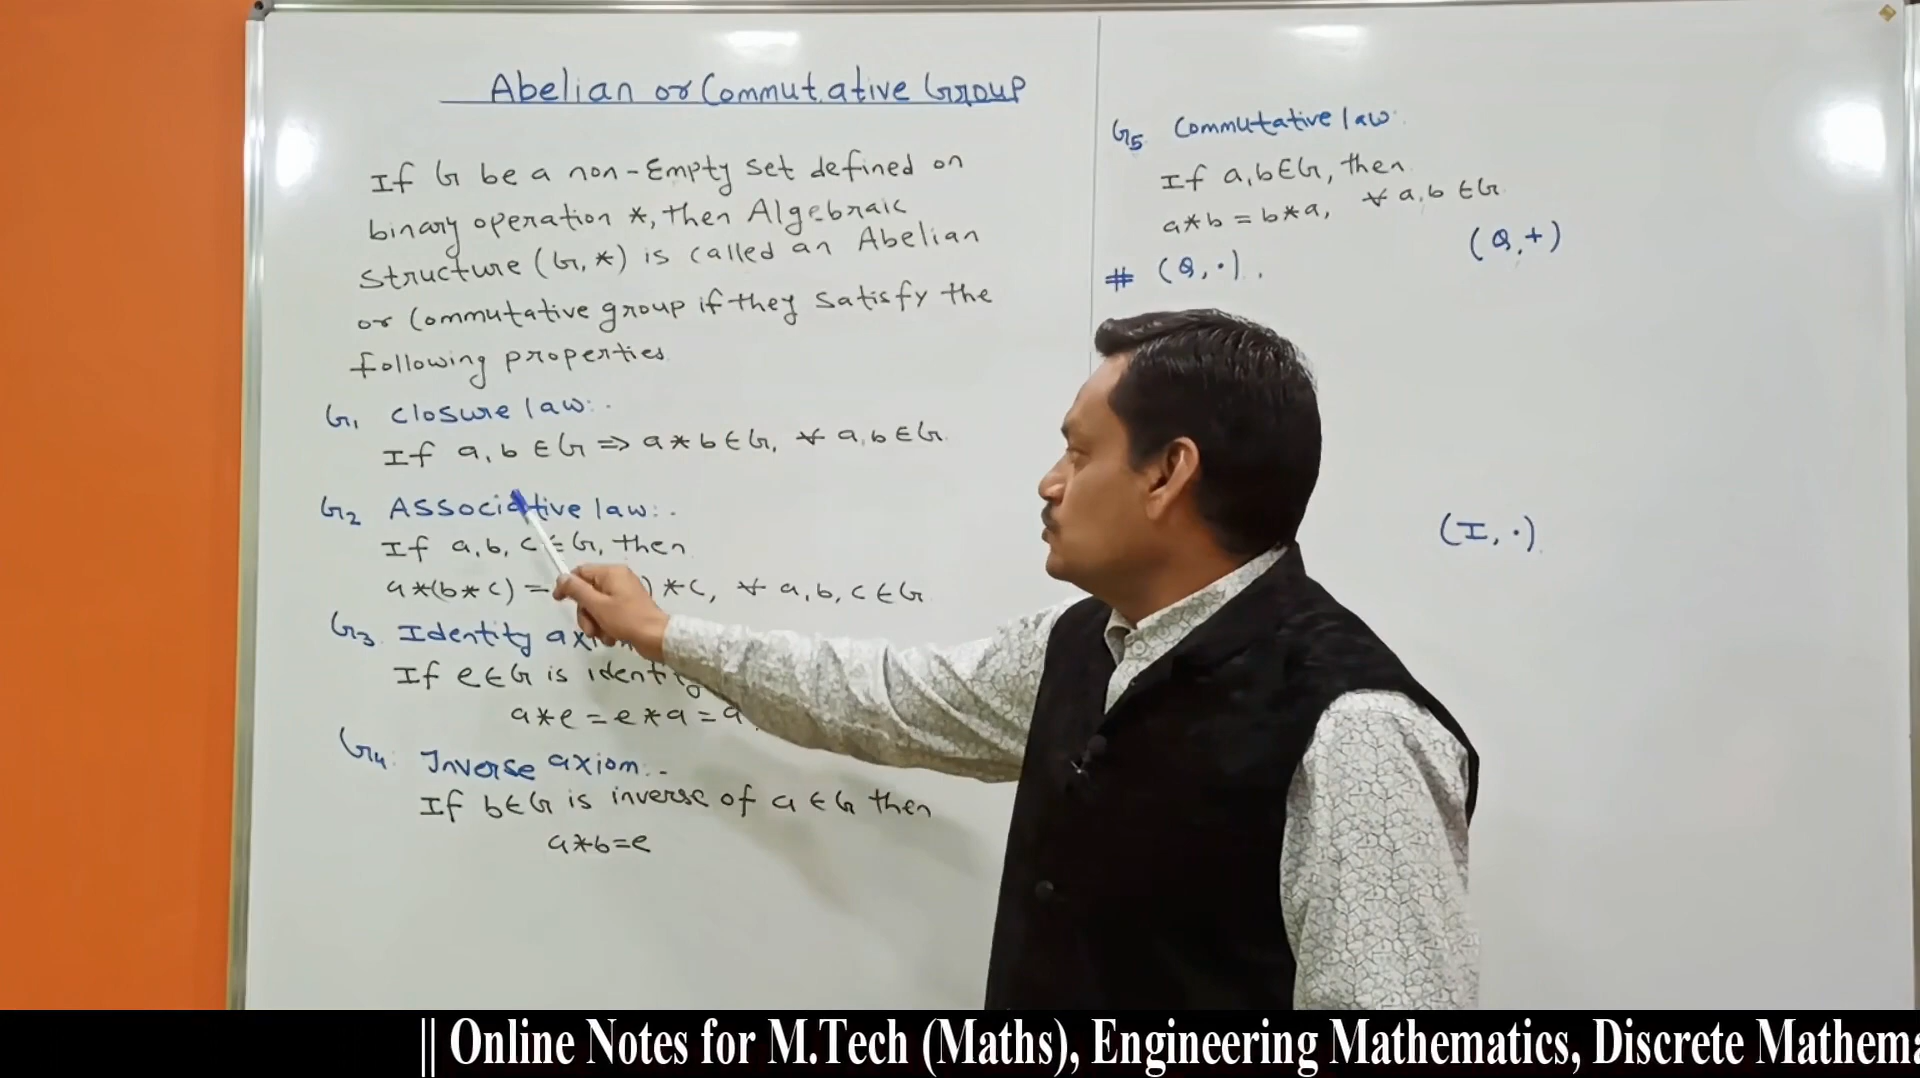 Abelian or Commutative Group
If G be a non-Empty set defined on
binary operation *, then Algebraic
structure (G, *) is called an Abelian
or Commutative group if they satisfy the
following properties
G₁ closure law:-
If a, b ∈ G ⇒ a * b ∈ G, ∀ a, b ∈ G
G₂ Associative law:-
If a, b, c ∈ G, then
a *(b * c) = ) * c, ∀ a, b, c ∈ G
G₃ Identity
If e ∈ G is
a * e = e * a = a
G₄: Inverse axiom:-
If b ∈ G is inverse of a ∈ G then
a * b = e
G₅ Commutative law:
If a, b ∈ G, then
a * b = b * a, ∀ a, b ∈ G
# (Q, ·).
(Q, +)
(I, ·)
|| Online Notes for M.Tech (Maths), Engineering Mathematics, Discrete